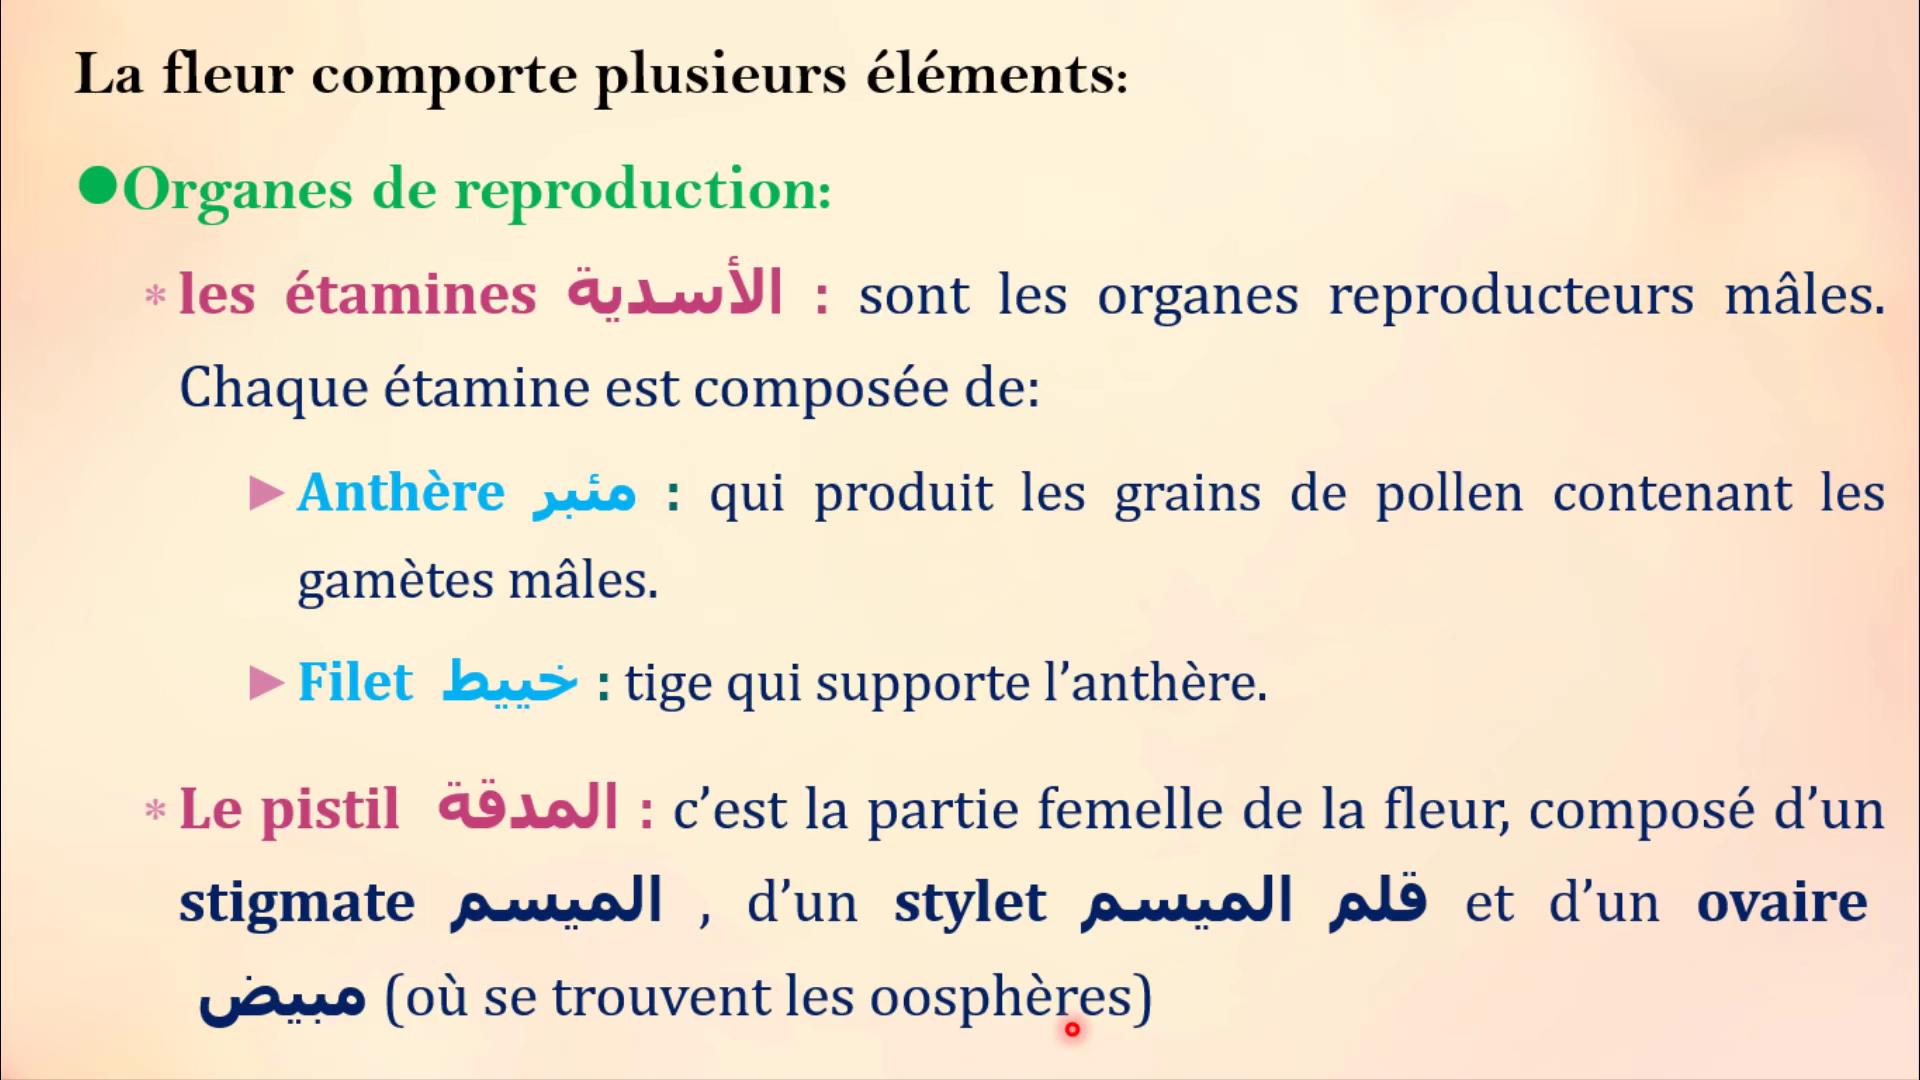 La fleur comporte plusieurs éléments:
●Organes de reproduction:
* les étamines الأسدية : sont les organes reproducteurs mâles.
Chaque étamine est composée de:
► Anthère مئبر : qui produit les grains de pollen contenant les
gamètes mâles.
► Filet خييط : tige qui supporte l’anthère.
* Le pistil المدقة : c’est la partie femelle de la fleur, composé d’un
stigmate الميسم , d’un stylet قلم الميسم et d’un ovaire
مبيض (où se trouvent les oosphères)